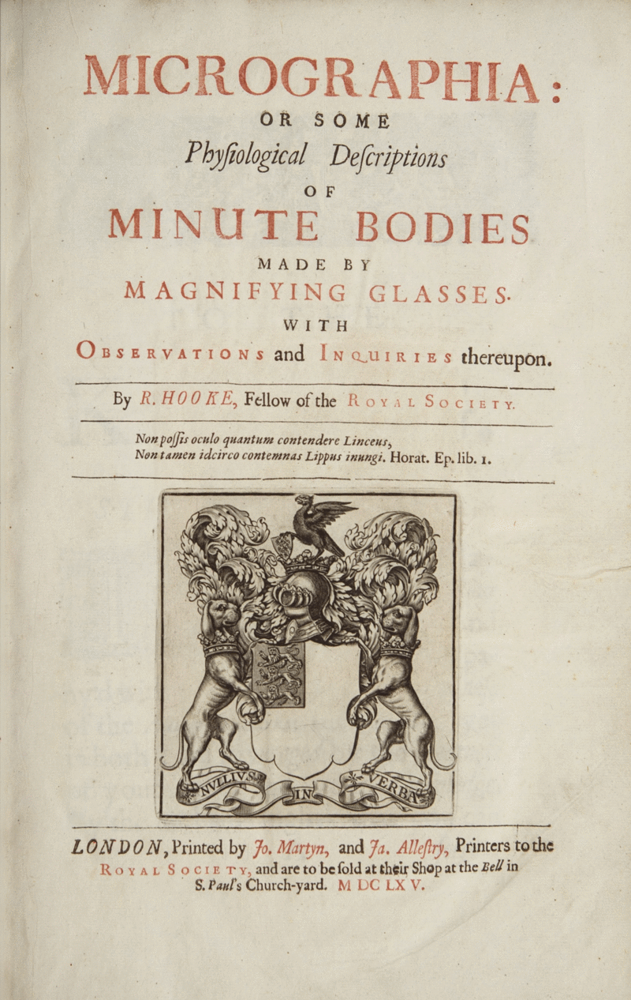 MICROGRAPHIA:
OR SOME
Phyſiological Deſcriptions
OF
MINUTE BODIES
MADE BY
MAGNIFYING GLASSES.
WITH
OBSERVATIONS and INQUIRIES thereupon.
By R. HOOKE, Fellow of the ROYAL SOCIETY.
Non poſſis oculo quantum contendere Linceus,
Non tamen idcirco contemnas Lippus inungi. Horat. Ep. lib. 1.
NVLLIVS IN VERBA
LONDON, Printed by Jo. Martyn, and Ja. Alleſtry, Printers to the
ROYAL SOCIETY, and are to be ſold at their Shop at the Bell in
S. Paul's Church-yard. M DC LX V.